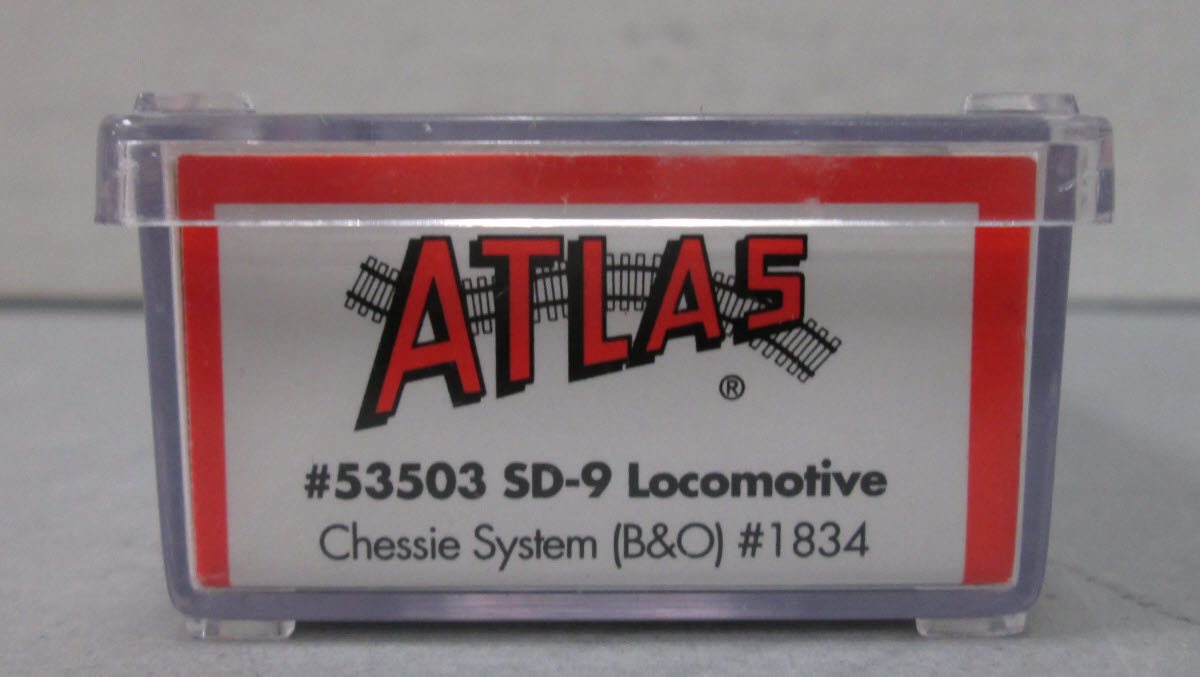 ATLAS
®
#53503 SD-9 Locomotive
Chessie System (B&O) #1834